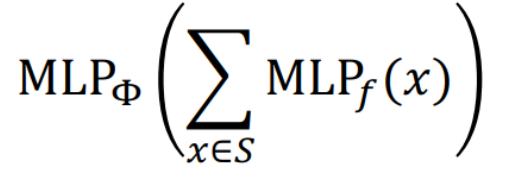 MLP_Φ ( ∑_{x∈S} MLP_f (x) )